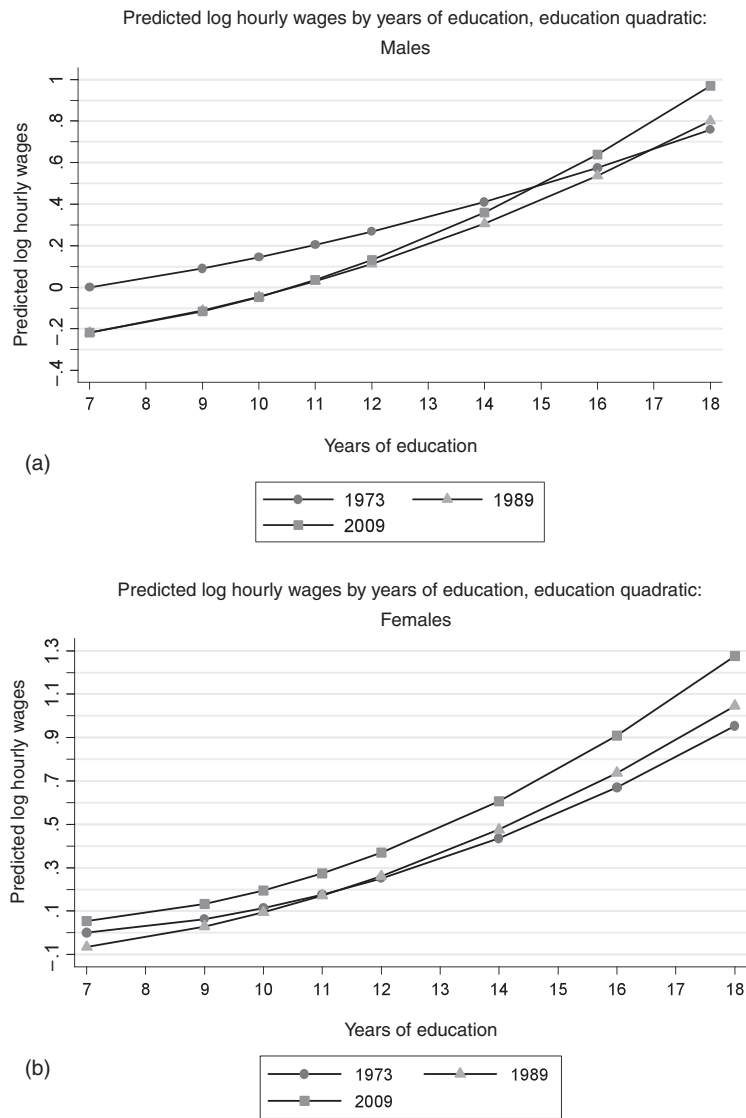 Predicted log hourly wages by years of education, education quadratic:
Males
Predicted log hourly wages
1
.8
.6
.4
.2
0
−.2
−.4
7 8 9 10 11 12 13 14 15 16 17 18
Years of education
(a)
1973 1989
2009
Predicted log hourly wages by years of education, education quadratic:
Females
Predicted log hourly wages
1.3
1.1
.9
.7
.5
.3
.1
−.1
7 8 9 10 11 12 13 14 15 16 17 18
Years of education
(b)
1973 1989
2009